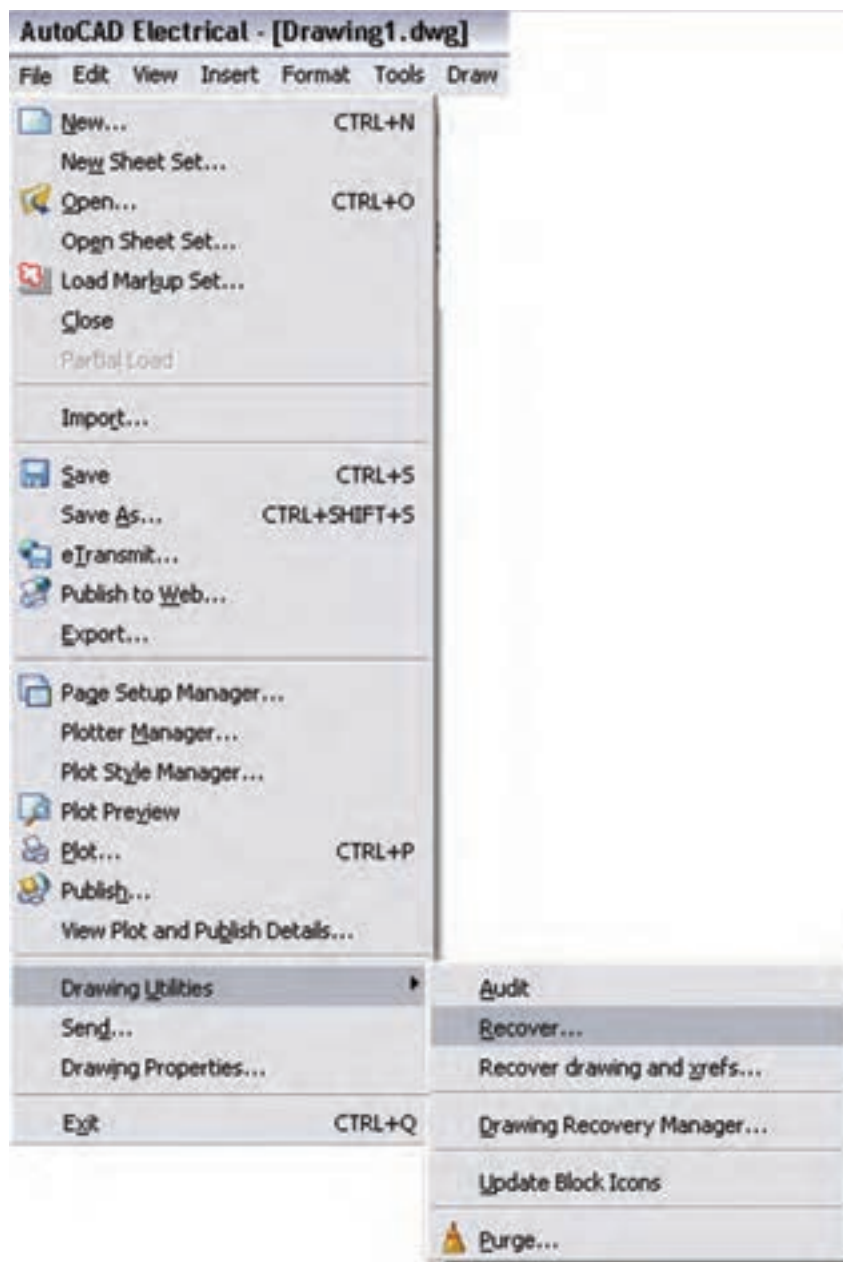 AutoCAD Electrical - [Drawing1.dwg]
File Edit View Insert Format Tools Draw
New... CTRL+N
New Sheet Set...
Open... CTRL+O
Open Sheet Set...
Load Markup Set...
Close
Partial Load
Import...
Save CTRL+S
Save As... CTRL+SHIFT+S
eTransmit...
Publish to Web...
Export...
Page Setup Manager...
Plotter Manager...
Plot Style Manager...
Plot Preview
Plot... CTRL+P
Publish...
View Plot and Publish Details...
Drawing Utilities
Send...
Drawing Properties...
Exit CTRL+Q
Audit
Recover...
Recover drawing and xrefs...
Drawing Recovery Manager...
Update Block Icons
Purge...